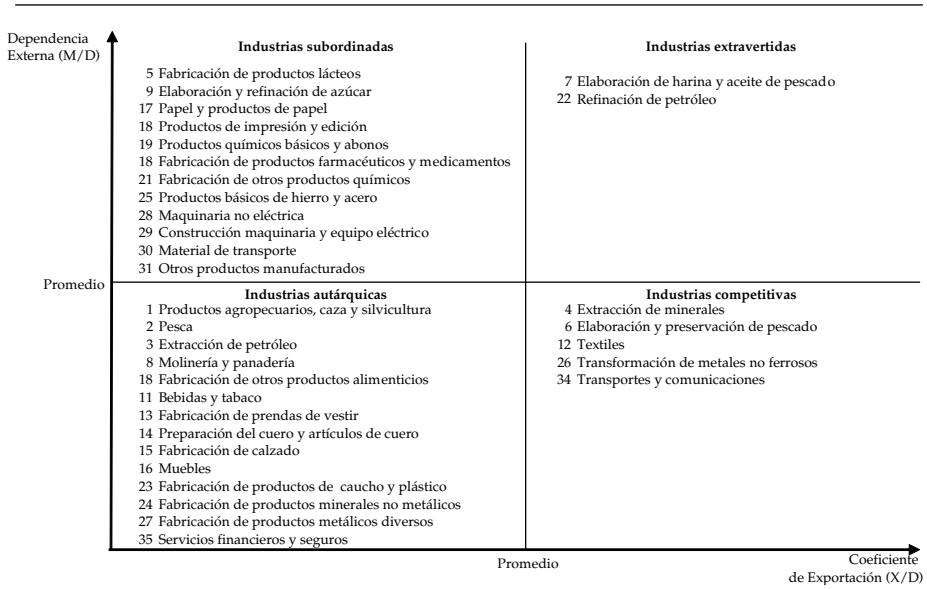 Dependencia
Externa (M/D)
Industrias subordinadas
5 Fabricación de productos lácteos
9 Elaboración y refinación de azúcar
17 Papel y productos de papel
18 Productos de impresión y edición
19 Productos químicos básicos y abonos
18 Fabricación de productos farmacéuticos y medicamentos
21 Fabricación de otros productos químicos
25 Productos básicos de hierro y acero
28 Maquinaria no eléctrica
29 Construcción maquinaria y equipo eléctrico
30 Material de transporte
31 Otros productos manufacturados
Industrias extravertidas
7 Elaboración de harina y aceite de pescado
22 Refinación de petróleo
Promedio
Industrias autárquicas
1 Productos agropecuarios, caza y silvicultura
2 Pesca
3 Extracción de petróleo
8 Molinería y panadería
18 Fabricación de otros productos alimenticios
11 Bebidas y tabaco
13 Fabricación de prendas de vestir
14 Preparación del cuero y artículos de cuero
15 Fabricación de calzado
16 Muebles
23 Fabricación de productos de caucho y plástico
24 Fabricación de productos minerales no metálicos
27 Fabricación de productos metálicos diversos
35 Servicios financieros y seguros
Industrias competitivas
4 Extracción de minerales
6 Elaboración y preservación de pescado
12 Textiles
26 Transformación de metales no ferrosos
34 Transportes y comunicaciones
Promedio
Coeficiente
de Exportación (X/D)